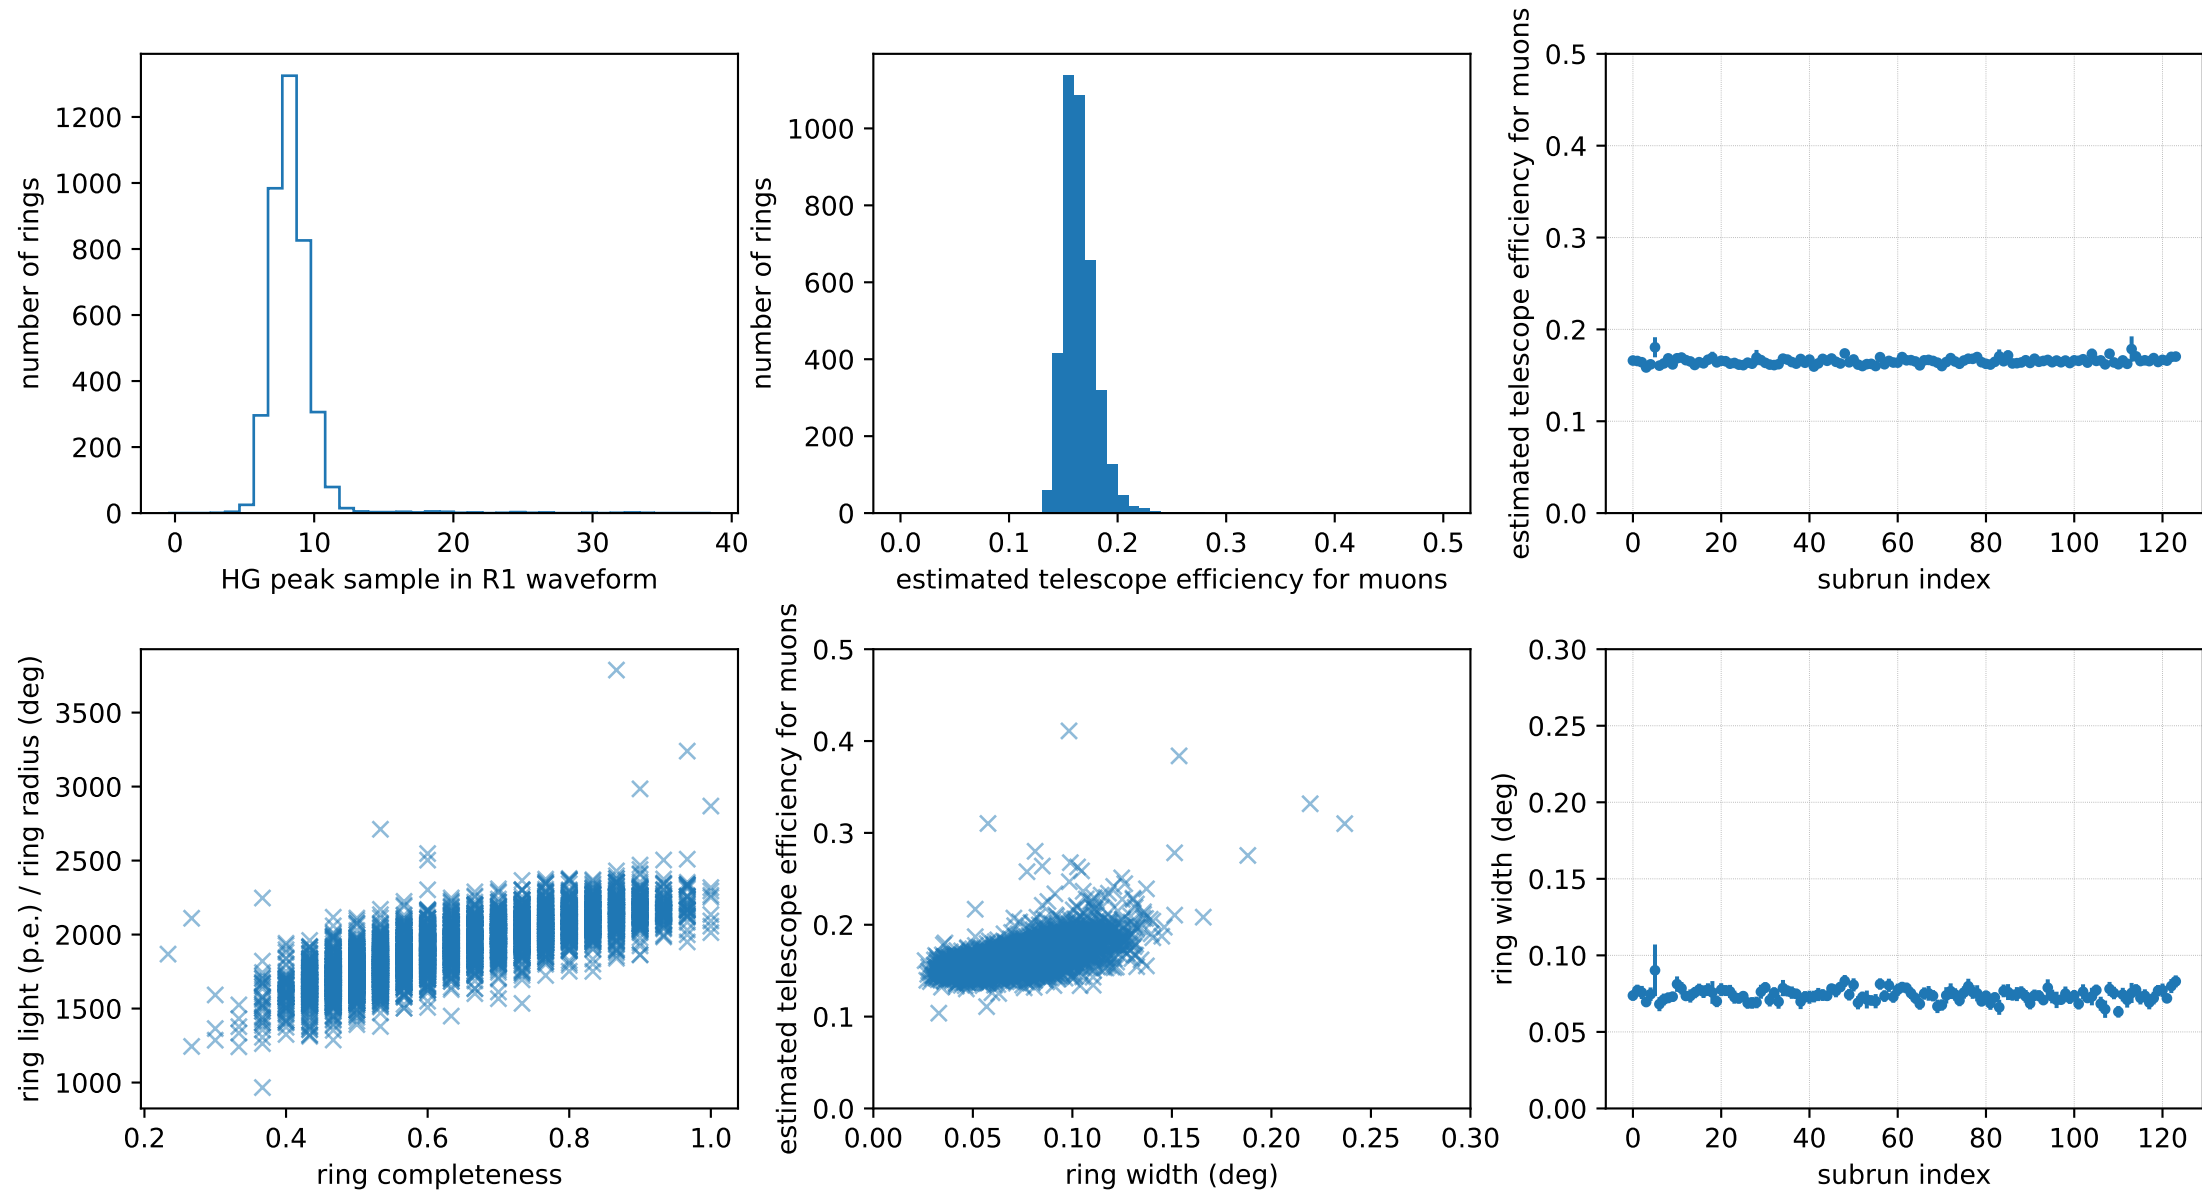 number of rings
1200
1000
800
600
400
200
0
0 10 20 30 40
HG peak sample in R1 waveform
number of rings
1000
800
600
400
200
0
0.0 0.1 0.2 0.3 0.4 0.5
estimated telescope efficiency for muons
estimated telescope efficiency for muons
0.5
0.4
0.3
0.2
0.1
0.0
0 20 40 60 80 100 120
subrun index
ring light (p.e.) / ring radius (deg)
3500
3000
2500
2000
1500
1000
0.2 0.4 0.6 0.8 1.0
ring completeness
estimated telescope efficiency for muons
0.5
0.4
0.3
0.2
0.1
0.0
0.00 0.05 0.10 0.15 0.20 0.25 0.30
ring width (deg)
ring width (deg)
0.30
0.25
0.20
0.15
0.10
0.05
0.00
0 20 40 60 80 100 120
subrun index